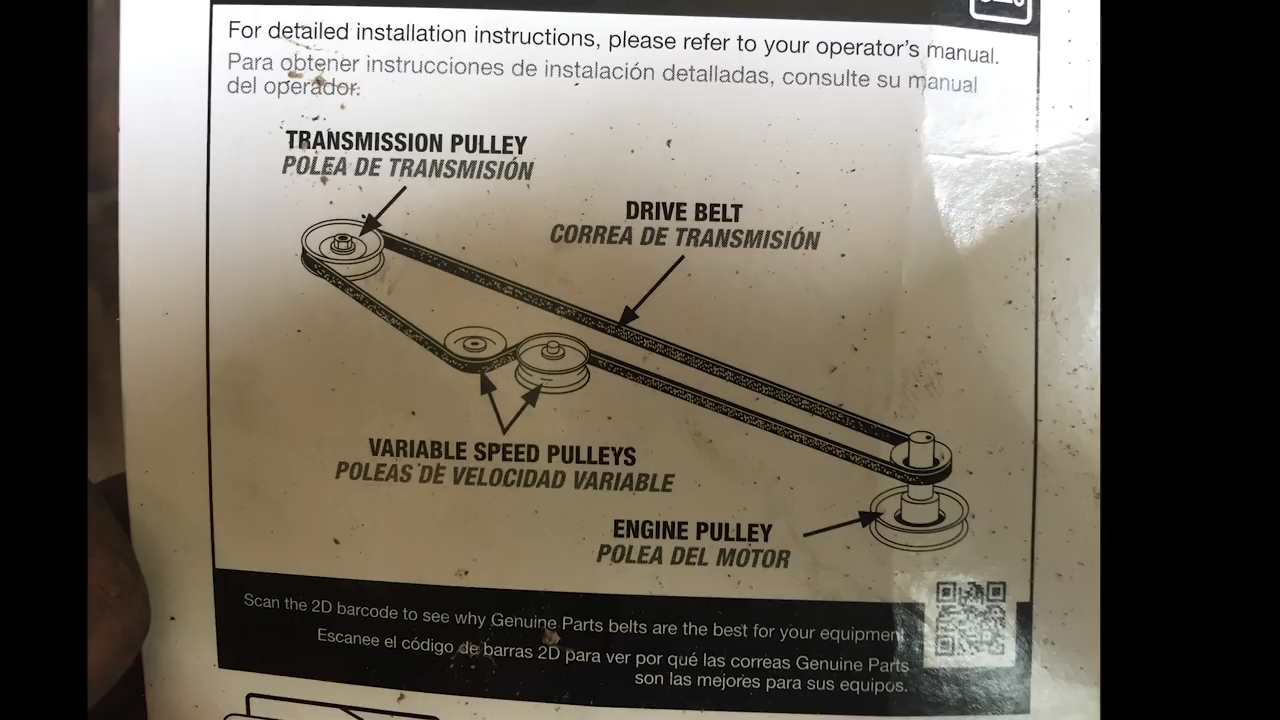 For detailed installation instructions, please refer to your operator's manual.
Para obtener instrucciones de instalación detalladas, consulte su manual
del operador.
TRANSMISSION PULLEY
POLEA DE TRANSMISIÓN
DRIVE BELT
CORREA DE TRANSMISIÓN
VARIABLE SPEED PULLEYS
POLEAS DE VELOCIDAD VARIABLE
ENGINE PULLEY
POLEA DEL MOTOR
Scan the 2D barcode to see why Genuine Parts belts are the best for your equipment.
Escanee el código de barras 2D para ver por qué las correas Genuine Parts
son las mejores para sus equipos.